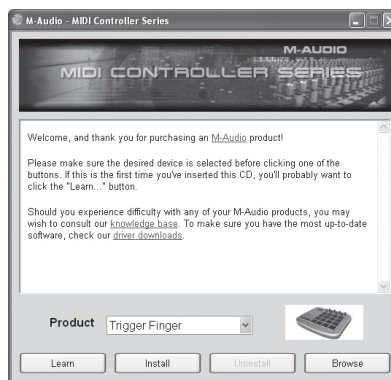 M-Audio - MIDI Controller Series
M-AUDIO
MIDI CONTROLLER SERIES
Welcome, and thank you for purchasing an M-Audio product!
Please make sure the desired device is selected before clicking one of the
buttons. If this is the first time you've inserted this CD, you'll probably want to
click the "Learn..." button.
Should you experience difficulty with any of your M-Audio products, you may
wish to consult our knowledge base. To make sure you have the most up-to-date
software, check our driver downloads.
Product Trigger Finger
Learn Install Uninstall Browse